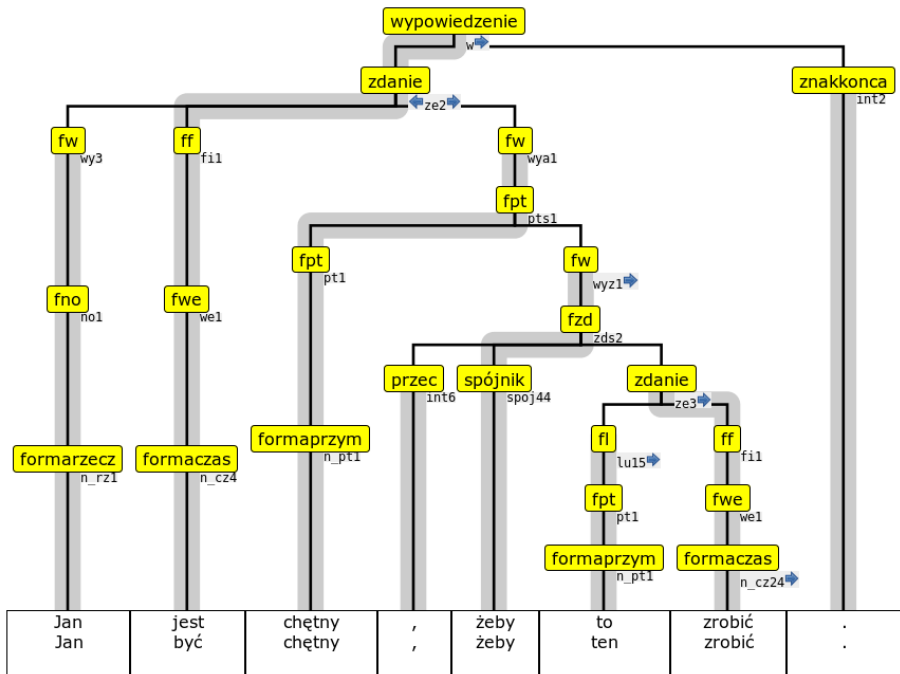 wypowiedzenie
w
zdanie znakkonca
ze2 int2
fw ff fw
wy3 fi1 wya1
fpt
pts1
fpt fw
pt1 wyz1
fno fwe fzd
no1 we1 zds2
przec spójnik zdanie
int6 spoj44 ze3
formaprzym fl ff
n_pt1 lu15 fi1
formarzecz formaczas
n_rz1 n_cz4
fpt fwe
pt1 we1
formaprzym formaczas
n_pt1 n_cz24
Jan jest chętny , żeby to zrobić .
Jan być chętny , żeby ten zrobić .